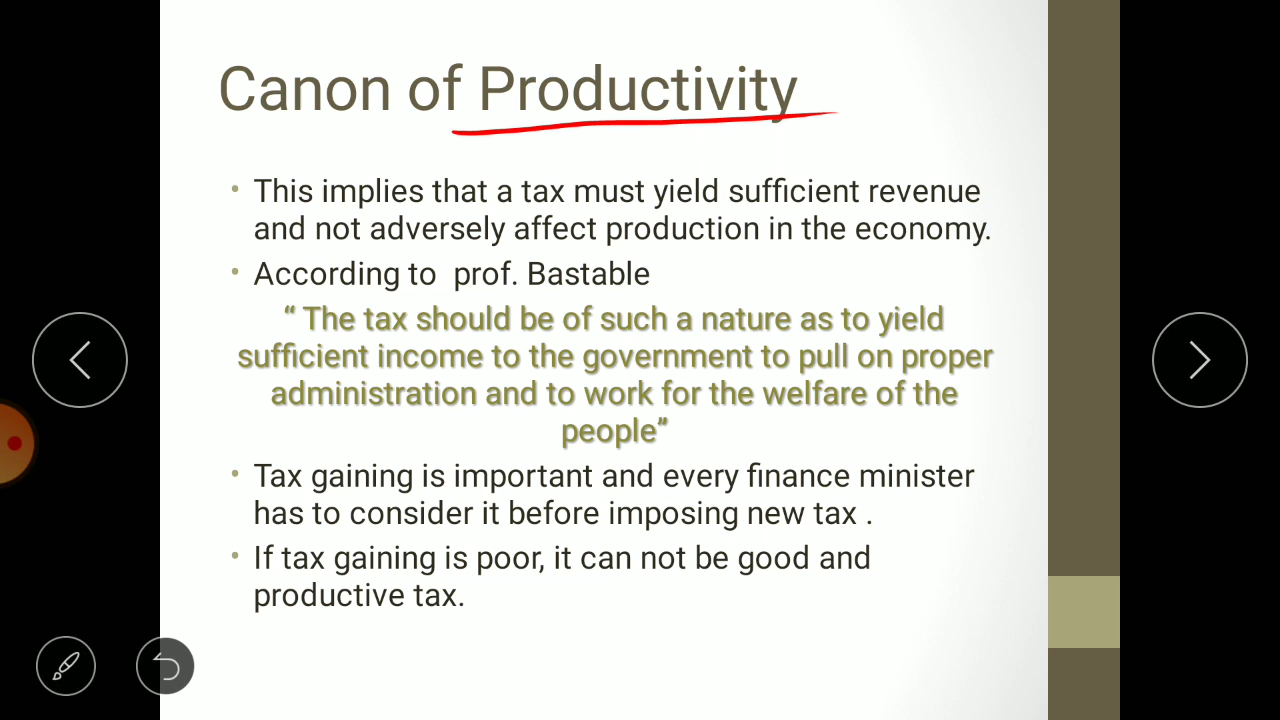 Canon of Productivity
• This implies that a tax must yield sufficient revenue
and not adversely affect production in the economy.
• According to prof. Bastable
“ The tax should be of such a nature as to yield
sufficient income to the government to pull on proper
administration and to work for the welfare of the
people”
• Tax gaining is important and every finance minister
has to consider it before imposing new tax .
• If tax gaining is poor, it can not be good and
productive tax.